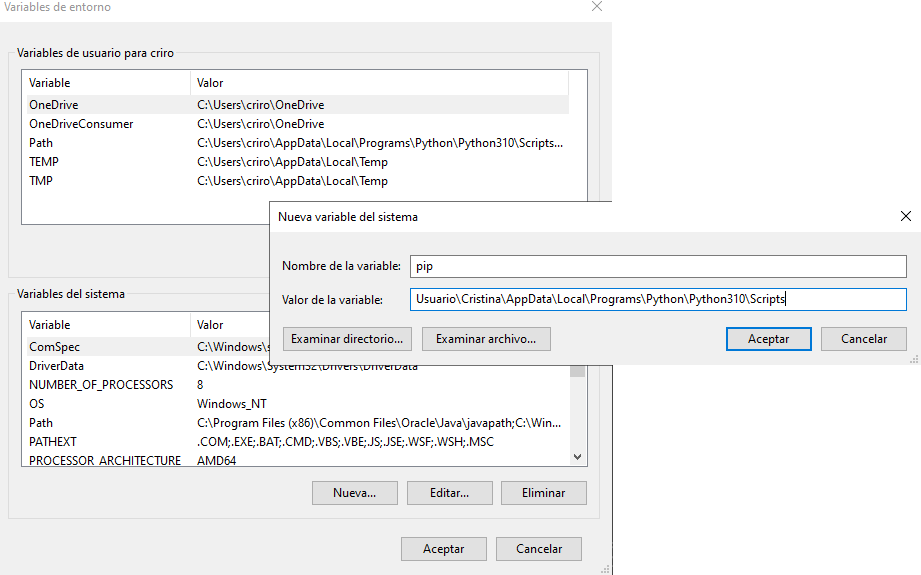 Variables de entorno
Variables de usuario para criro
Variable Valor
OneDrive C:\Users\criro\OneDrive
OneDriveConsumer C:\Users\criro\OneDrive
Path C:\Users\criro\AppData\Local\Programs\Python\Python310\Scripts...
TEMP C:\Users\criro\AppData\Local\Temp
TMP C:\Users\criro\AppData\Local\Temp
Nueva variable del sistema
Nombre de la variable: pip
Valor de la variable: Usuario\Cristina\AppData\Local\Programs\Python\Python310\Scripts
Examinar directorio... Examinar archivo... Aceptar Cancelar
Variables del sistema
Variable Valor
ComSpec C:\Windows\s
DriverData C:\Windows\System32\Drivers\DriverData
NUMBER_OF_PROCESSORS 8
OS Windows_NT
Path C:\Program Files (x86)\Common Files\Oracle\Java\javapath;C:\Win...
PATHEXT .COM;.EXE;.BAT;.CMD;.VBS;.VBE;.JS;.JSE;.WSF;.WSH;.MSC
PROCESSOR_ARCHITECTURE AMD64
Nueva... Editar... Eliminar
Aceptar Cancelar